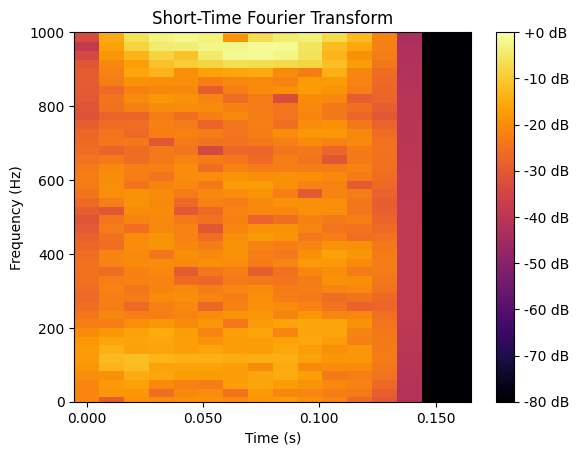 Short-Time Fourier Transform
Frequency (Hz)
1000
800
600
400
200
0
0.000
0.050
0.100
0.150
Time (s)
+0 dB
-10 dB
-20 dB
-30 dB
-40 dB
-50 dB
-60 dB
-70 dB
-80 dB